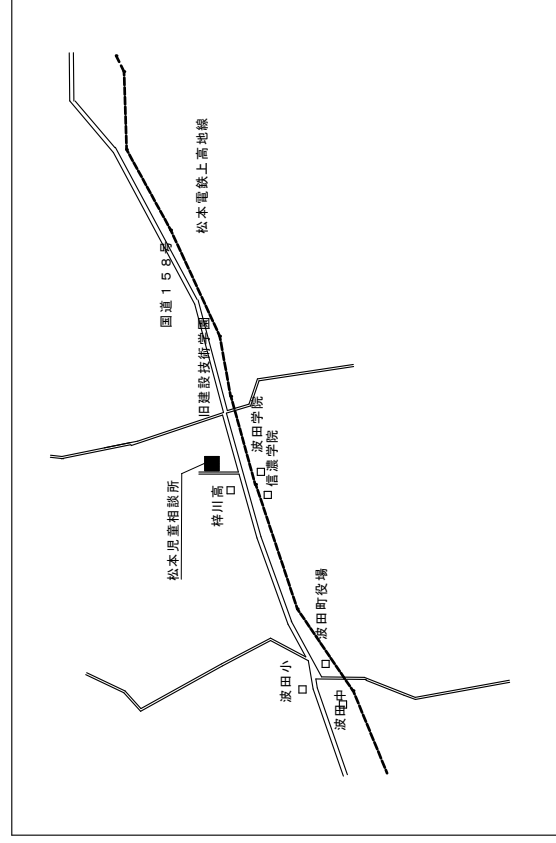 松本電鉄上高地線
国道１５８号
旧建設技術学園
波田学院
信濃学院
松本児童相談所
梓川高
波田町役場
波田小
波田中